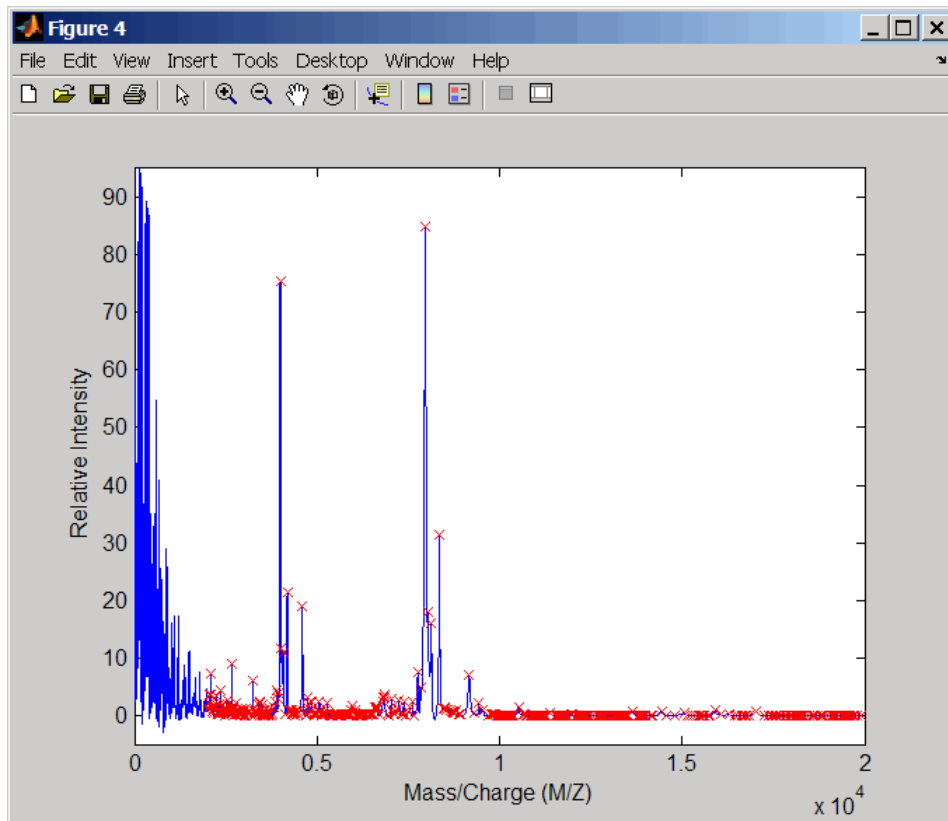 Figure 4
File Edit View Insert Tools Desktop Window Help
90
80
70
60
50
40
30
20
10
0
Relative Intensity
0 0.5 1 1.5 2
Mass/Charge (M/Z)
x 10^4